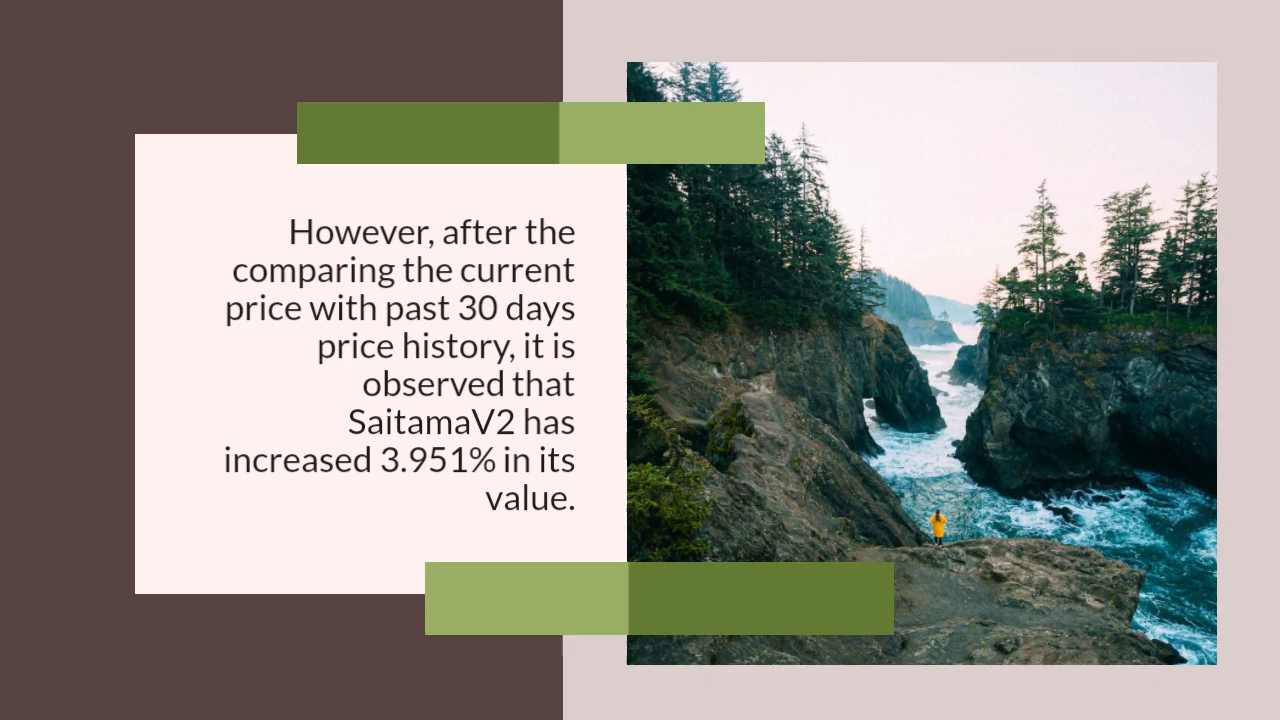 However, after the
comparing the current
price with past 30 days
price history, it is
observed that
SaitamaV2 has
increased 3.951% in its
value.